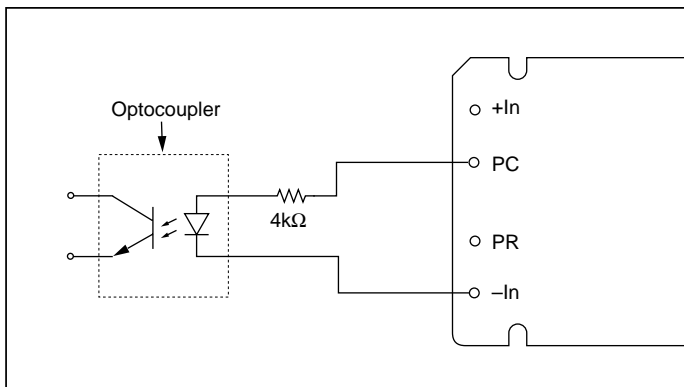 Optocoupler
+In
PC
4kΩ
PR
–In